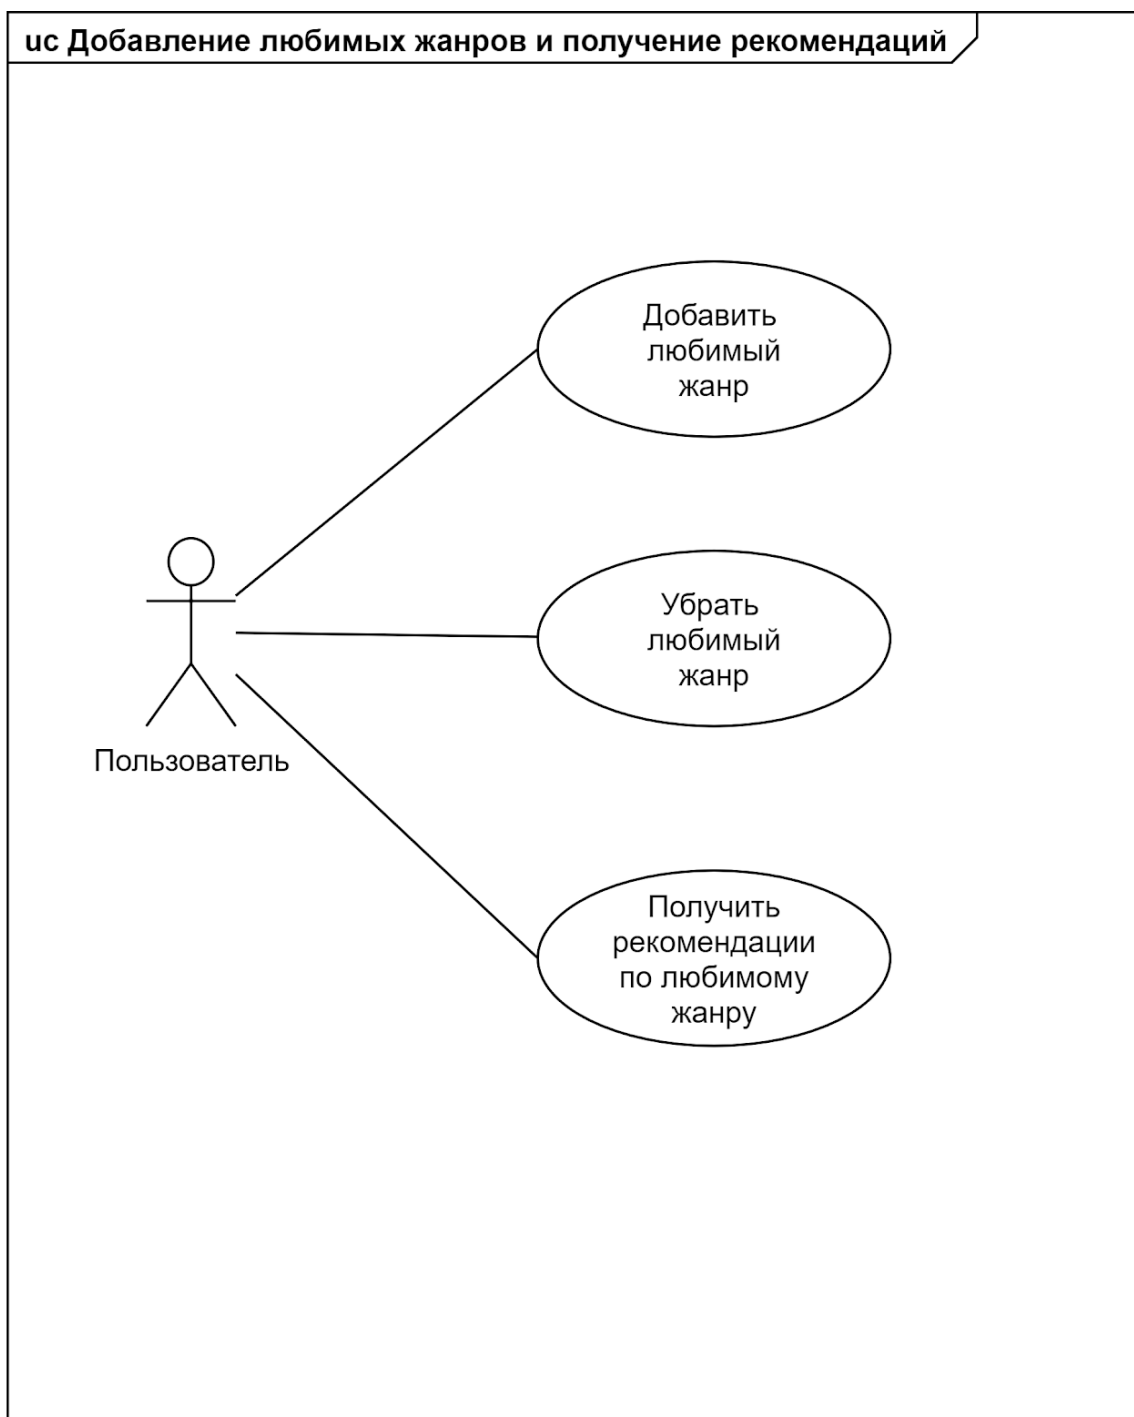 uc Добавление любимых жанров и получение рекомендаций
Добавить
любимый
жанр
Убрать
любимый
жанр
Пользователь
Получить
рекомендации
по любимому
жанру